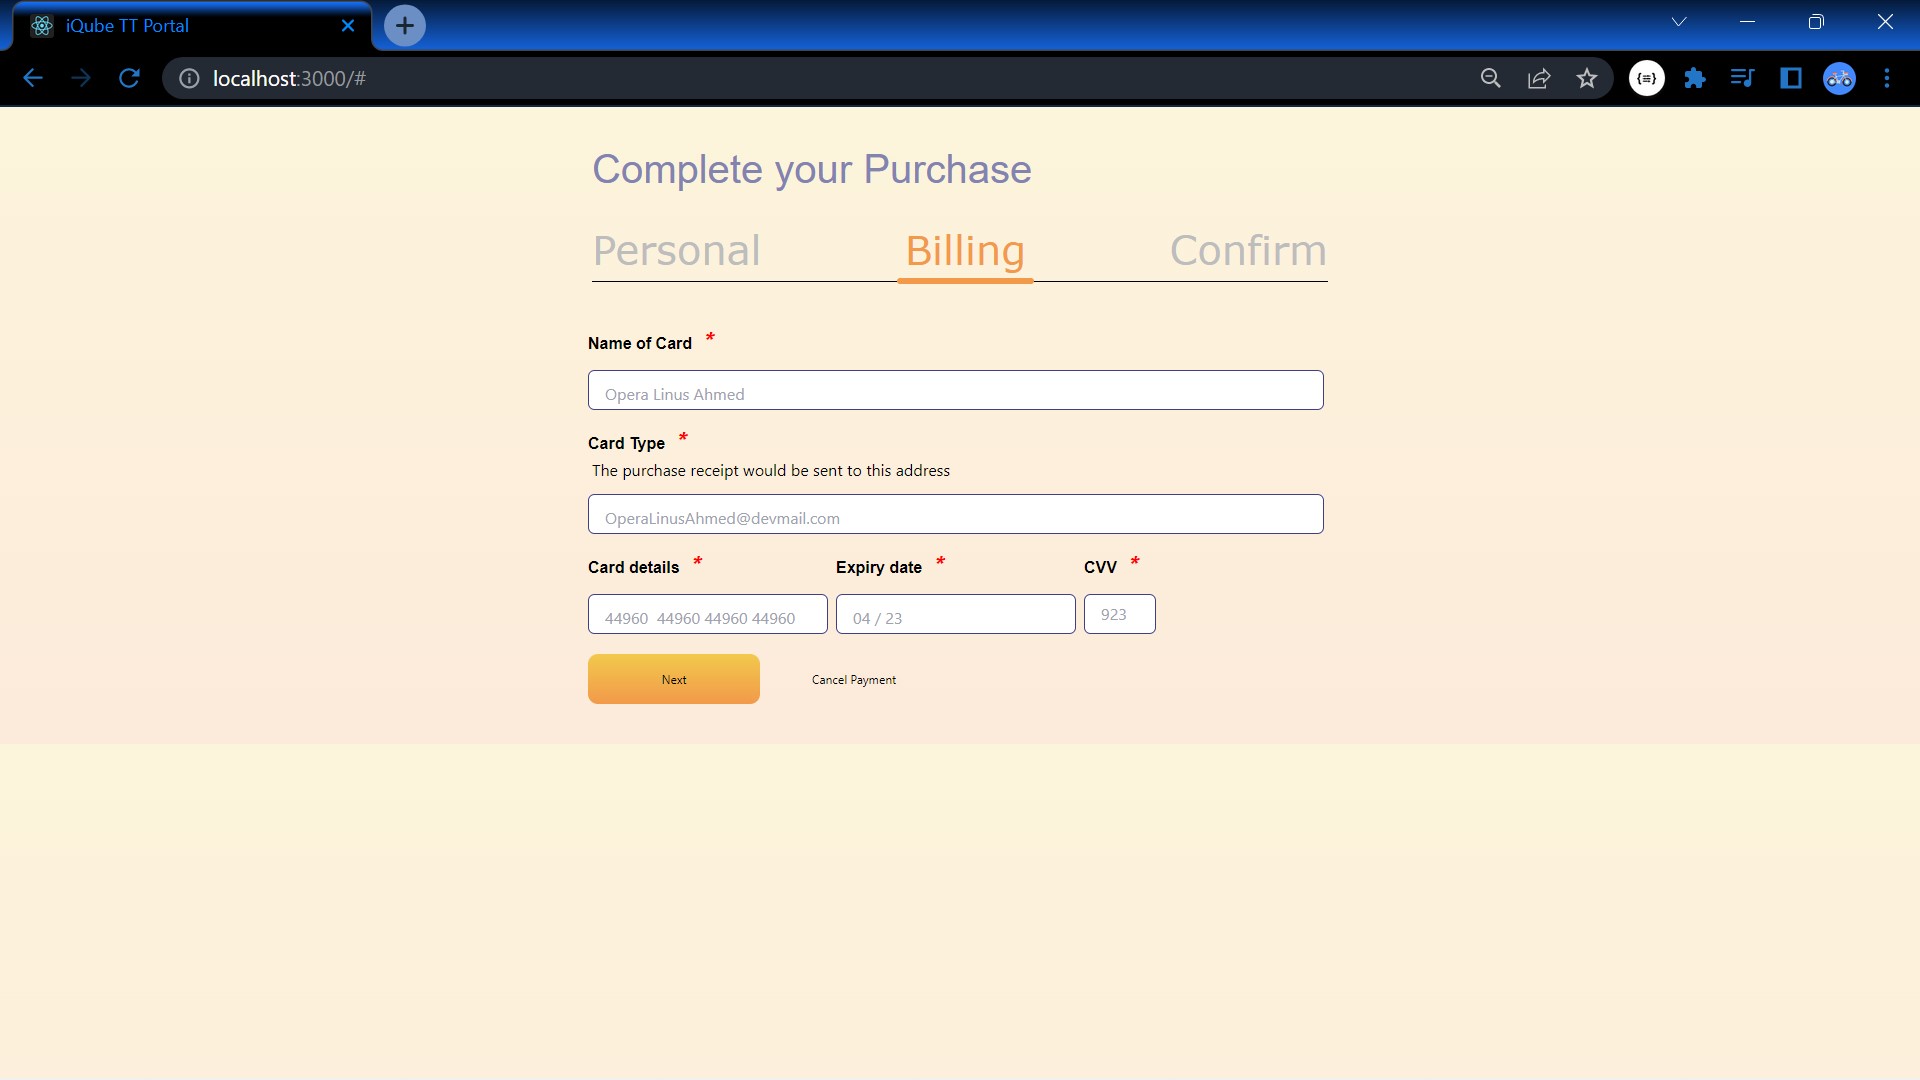 iQube TT Portal
localhost:3000/#
{≡}
Complete your Purchase
Personal Billing Confirm
Name of Card *
Opera Linus Ahmed
Card Type *
The purchase receipt would be sent to this address
OperaLinusAhmed@devmail.com
Card details * Expiry date * CVV *
44960 44960 44960 44960 04 / 23 923
Next Cancel Payment